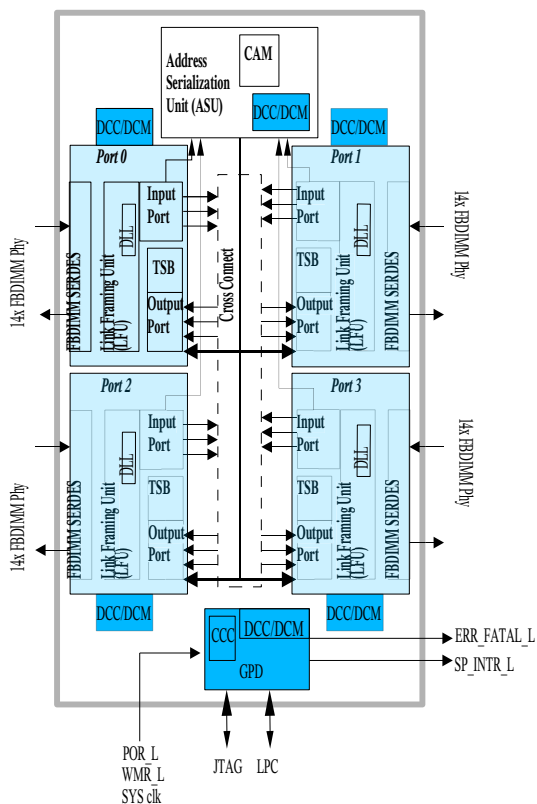 Address
Serialization
Unit (ASU)
CAM
DCC/DCM
DCC/DCM
DCC/DCM
Port 0
14x FBDIMM Phy
FBDIMM SERDES
Link Framing Unit
(LFU)
DLL
Input
Port
TSB
Output
Port
Cross Connect
Port 1
Input
Port
TSB
Output
Port
DLL
Link Framing Unit
(LFU)
FBDIMM SERDES
14x FBDIMM Phy
Port 2
14x FBDIMM Phy
FBDIMM SERDES
Link Framing Unit
(LFU)
DLL
Input
Port
TSB
Output
Port
Port 3
Input
Port
TSB
Output
Port
DLL
Link Framing Unit
(LFU)
FBDIMM SERDES
14x FBDIMM Phy
DCC/DCM
DCC/DCM
CCC
DCC/DCM
GPD
ERR_FATAL_L
SP_INTR_L
POR_L
WMR_L
SYS clk
JTAG
LPC